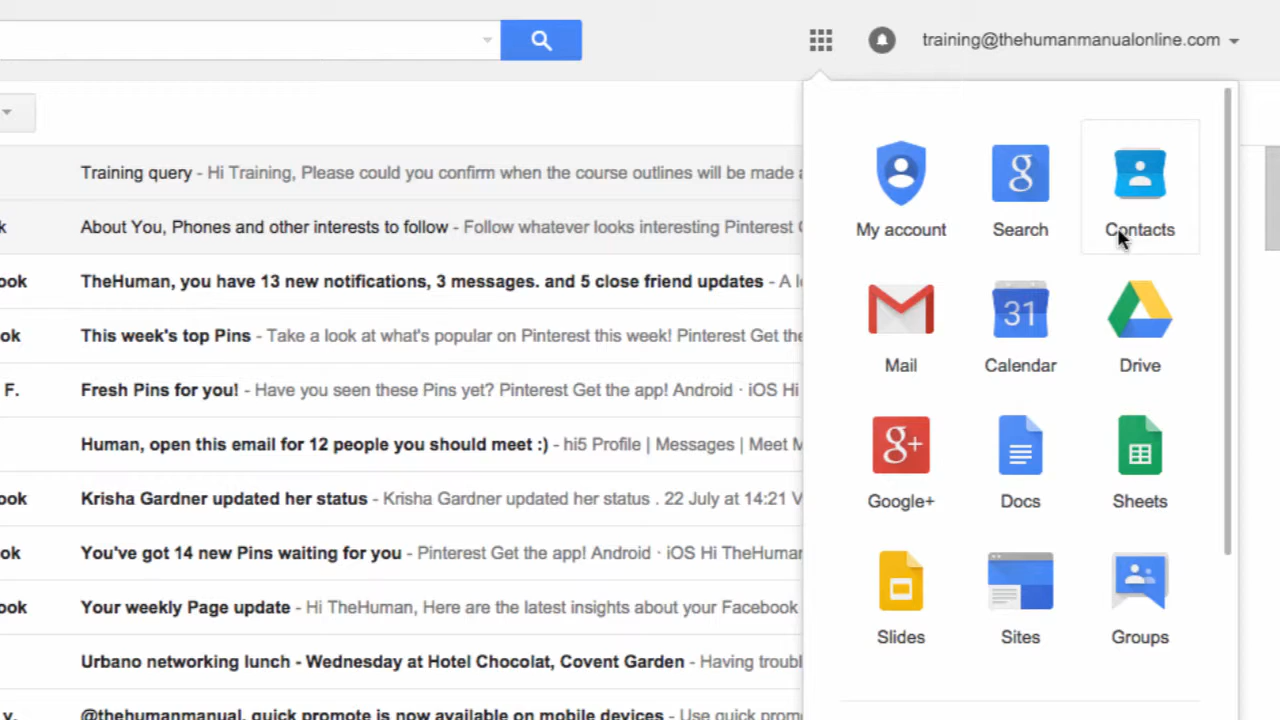 training@thehumanmanualonline.com
Training query - Hi Training, Please could you confirm when the course outlines will be made a
k About You, Phones and other interests to follow - Follow whatever looks interesting Pinterest
ook TheHuman, you have 13 new notifications, 3 messages. and 5 close friend updates - A
ok This week's top Pins - Take a look at what's popular on Pinterest this week! Pinterest Get the
F. Fresh Pins for you! - Have you seen these Pins yet? Pinterest Get the app! Android · iOS Hi
Human, open this email for 12 people you should meet :) - hi5 Profile | Messages | Meet M
ook Krisha Gardner updated her status - Krisha Gardner updated her status . 22 July at 14:21 V
ok You've got 14 new Pins waiting for you - Pinterest Get the app! Android · iOS Hi TheHuman
ook Your weekly Page update - Hi TheHuman, Here are the latest insights about your Facebook
Urbano networking lunch - Wednesday at Hotel Chocolat, Covent Garden - Having troubl
v. @thehumanmanual, quick promote is now available on mobile devices - Use quick prom
g
My account Search Contacts
31
Mail Calendar Drive
g+
Google+ Docs Sheets
Slides Sites Groups